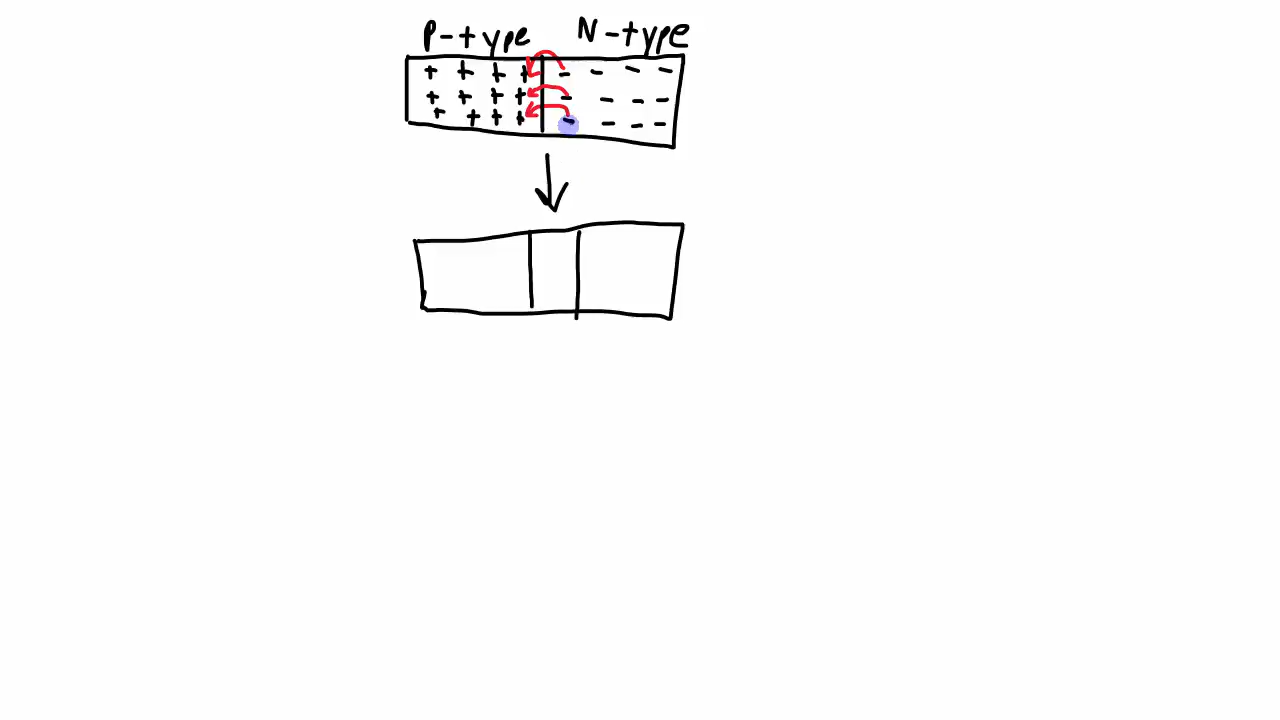 P-type N-type
+ + + + - - - -
+ + + + - - - -
+ + + + - - - -